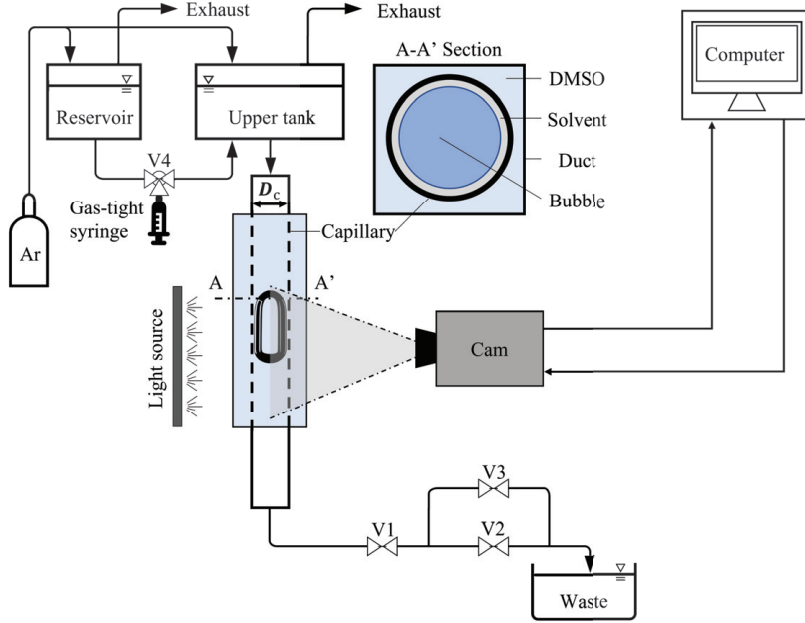 Exhaust
Exhaust
A-A' Section
Computer
DMSO
Reservoir
Upper tank
Solvent
V4
Duct
Dc
Gas-tight
syringe
Bubble
Capillary
Ar
A
A'
Light source
Cam
V3
V1
V2
Waste